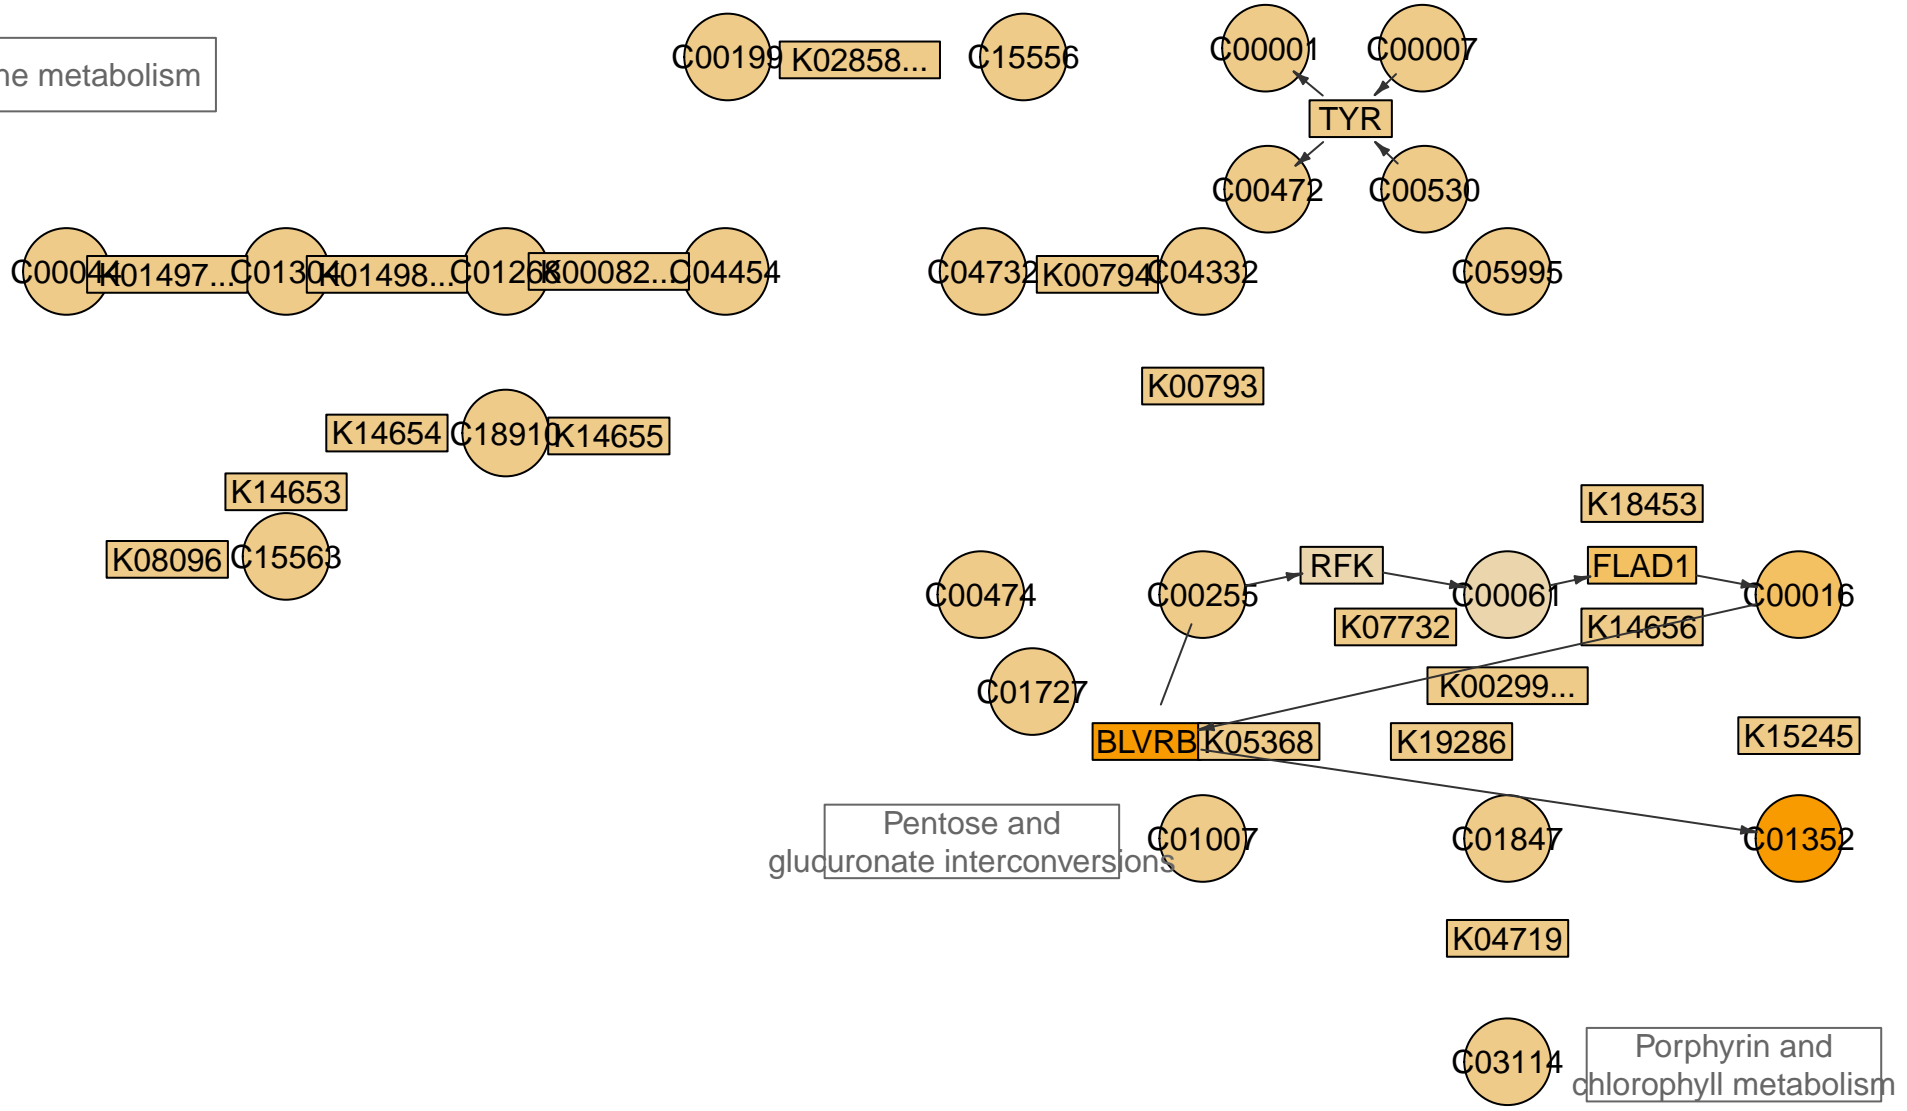 ne metabolism
C00199
K02858...
C15556
C00001
C00007
TYR
C00472
C00530
C00044
K01497...
C01304
K01498...
C01268
K00082...
C04454
C04732
K00794
C04332
C05995
K00793
K14654
C18910
K14655
K14653
K08096
C15563
K18453
C00474
C00255
RFK
C00061
FLAD1
C00016
K07732
K14656
C01727
K00299...
BLVRB
K05368
K19286
K15245
Pentose and
glucuronate interconversions
C01007
C01847
C01352
K04719
C03114
Porphyrin and
chlorophyll metabolism